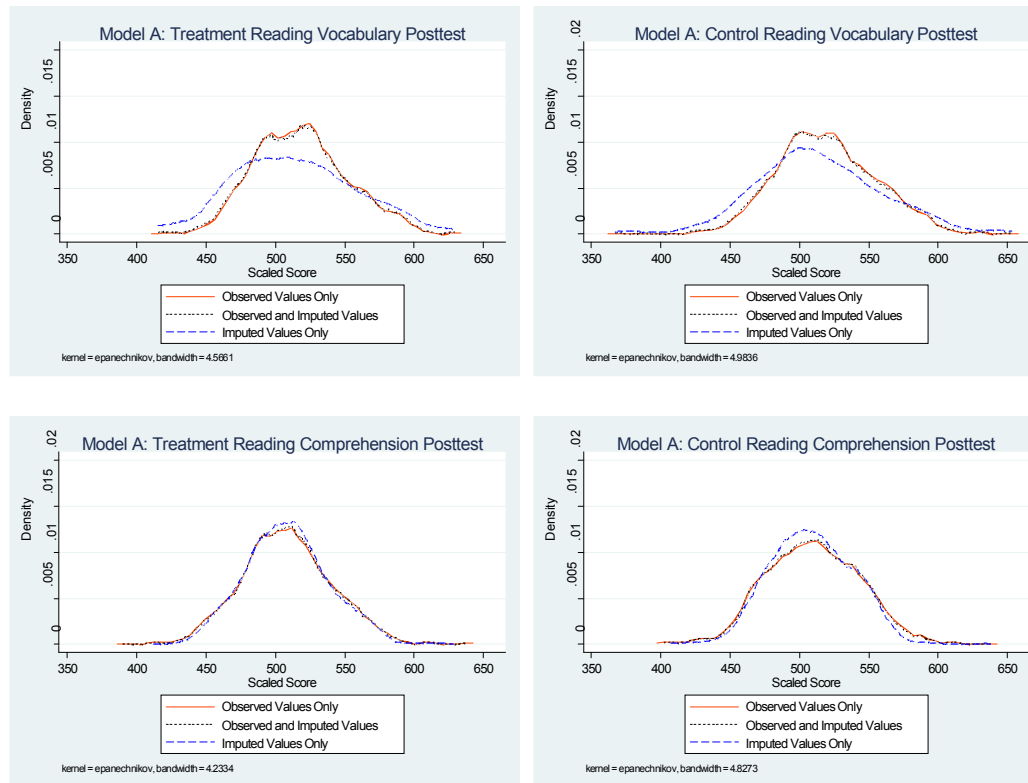 Model A: Treatment Reading Vocabulary Posttest
Density
0 .005 .01 .015
350 400 450 500 550 600 650
Scaled Score
Observed Values Only
Observed and Imputed Values
Imputed Values Only
kernel = epanechnikov, bandwidth = 4.5661
Model A: Control Reading Vocabulary Posttest
Density
0 .005 .01 .015 .02
350 400 450 500 550 600 650
Scaled Score
Observed Values Only
Observed and Imputed Values
Imputed Values Only
kernel = epanechnikov, bandwidth = 4.9836
Model A: Treatment Reading Comprehension Posttest
Density
0 .005 .01 .015 .02
350 400 450 500 550 600 650
Scaled Score
Observed Values Only
Observed and Imputed Values
Imputed Values Only
kernel = epanechnikov, bandwidth = 4.2334
Model A: Control Reading Comprehension Posttest
Density
0 .005 .01 .015 .02
350 400 450 500 550 600 650
Scaled Score
Observed Values Only
Observed and Imputed Values
Imputed Values Only
kernel = epanechnikov, bandwidth = 4.8273